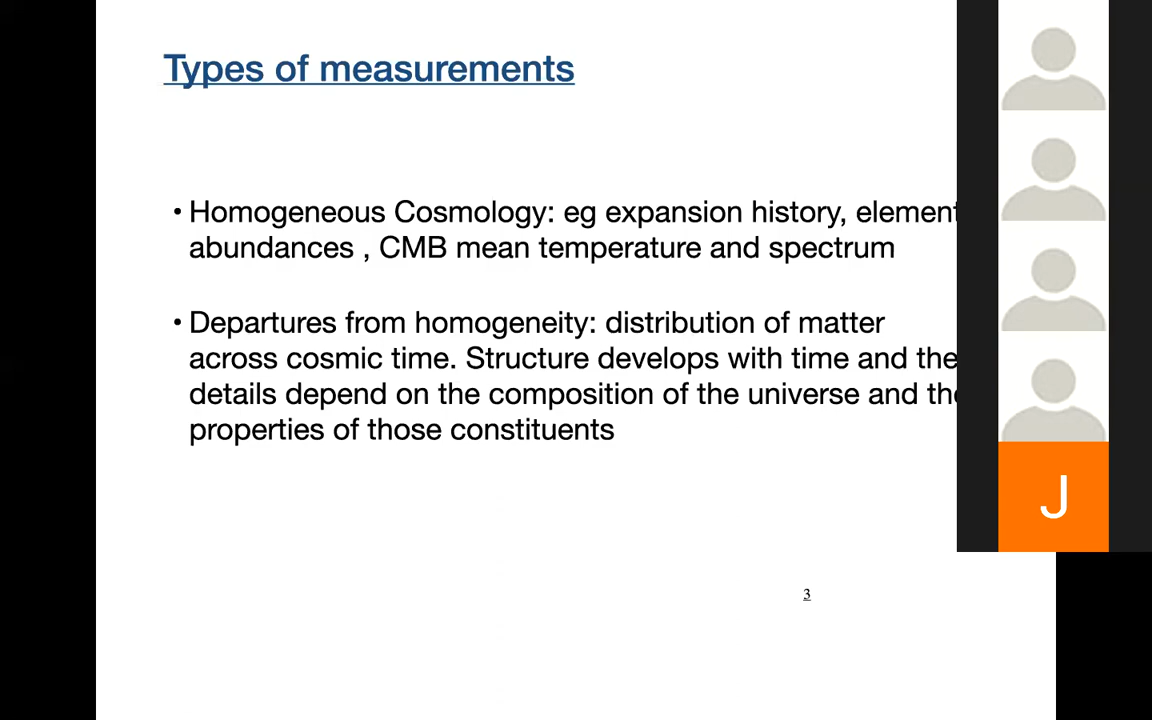 Types of measurements
• Homogeneous Cosmology: eg expansion history, element
abundances , CMB mean temperature and spectrum
• Departures from homogeneity: distribution of matter
across cosmic time. Structure develops with time and the
details depend on the composition of the universe and the
properties of those constituents
J
3